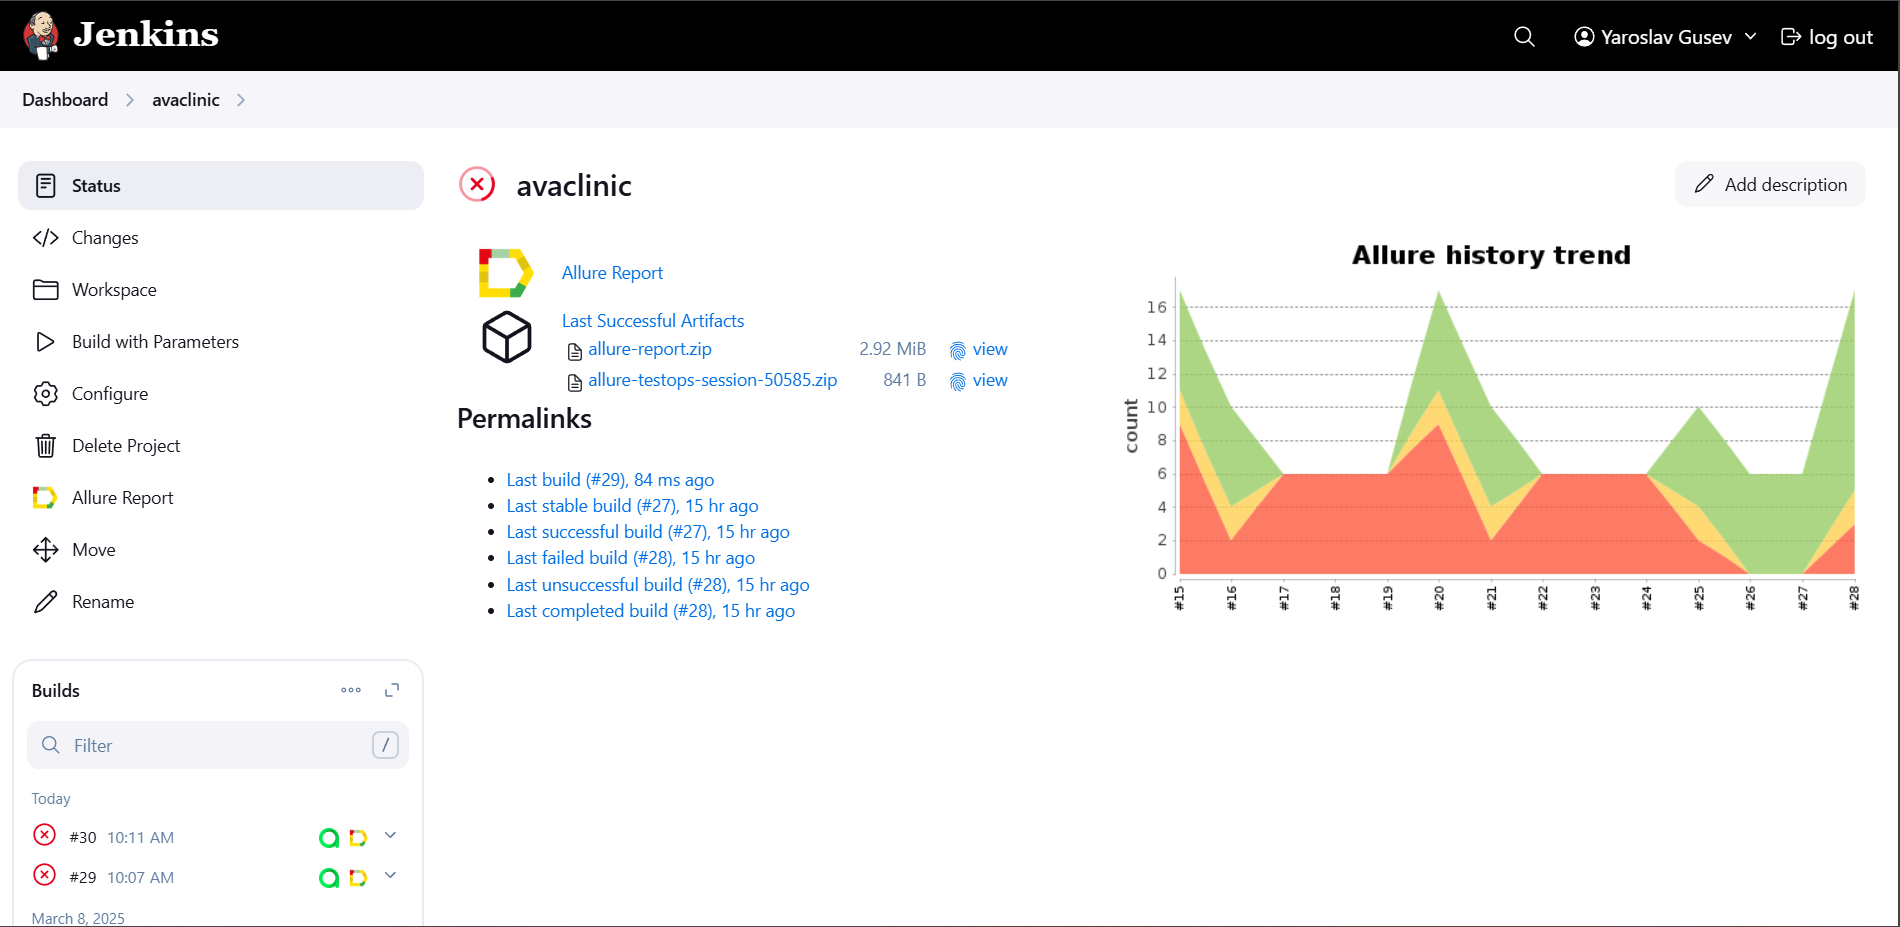 Jenkins
Yaroslav Gusev
log out
Dashboard
avaclinic
Status
Changes
Workspace
Build with Parameters
Configure
Delete Project
Allure Report
Move
Rename
Builds
Filter
/
Today
#30 10:11 AM
#29 10:07 AM
March 8, 2025
avaclinic
Add description
Allure Report
Last Successful Artifacts
allure-report.zip 2.92 MiB view
allure-testops-session-50585.zip 841 B view
Permalinks
Last build (#29), 84 ms ago
Last stable build (#27), 15 hr ago
Last successful build (#27), 15 hr ago
Last failed build (#28), 15 hr ago
Last unsuccessful build (#28), 15 hr ago
Last completed build (#28), 15 hr ago
Allure history trend
count
16
14
12
10
8
6
4
2
0
#15 #16 #17 #18 #19 #20 #21 #22 #23 #24 #25 #26 #27 #28